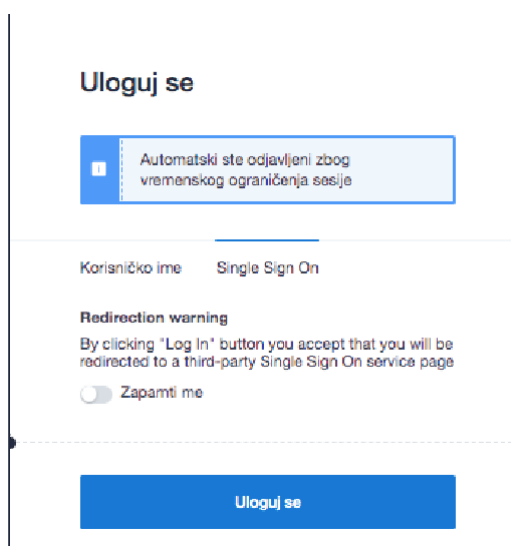 Uloguj se
Automatski ste odjavljeni zbog
vremenskog ograničenja sesije
Korisničko ime
Single Sign On
Redirection warning
By clicking "Log In" button you accept that you will be
redirected to a third-party Single Sign On service page
Zapamti me
Uloguj se